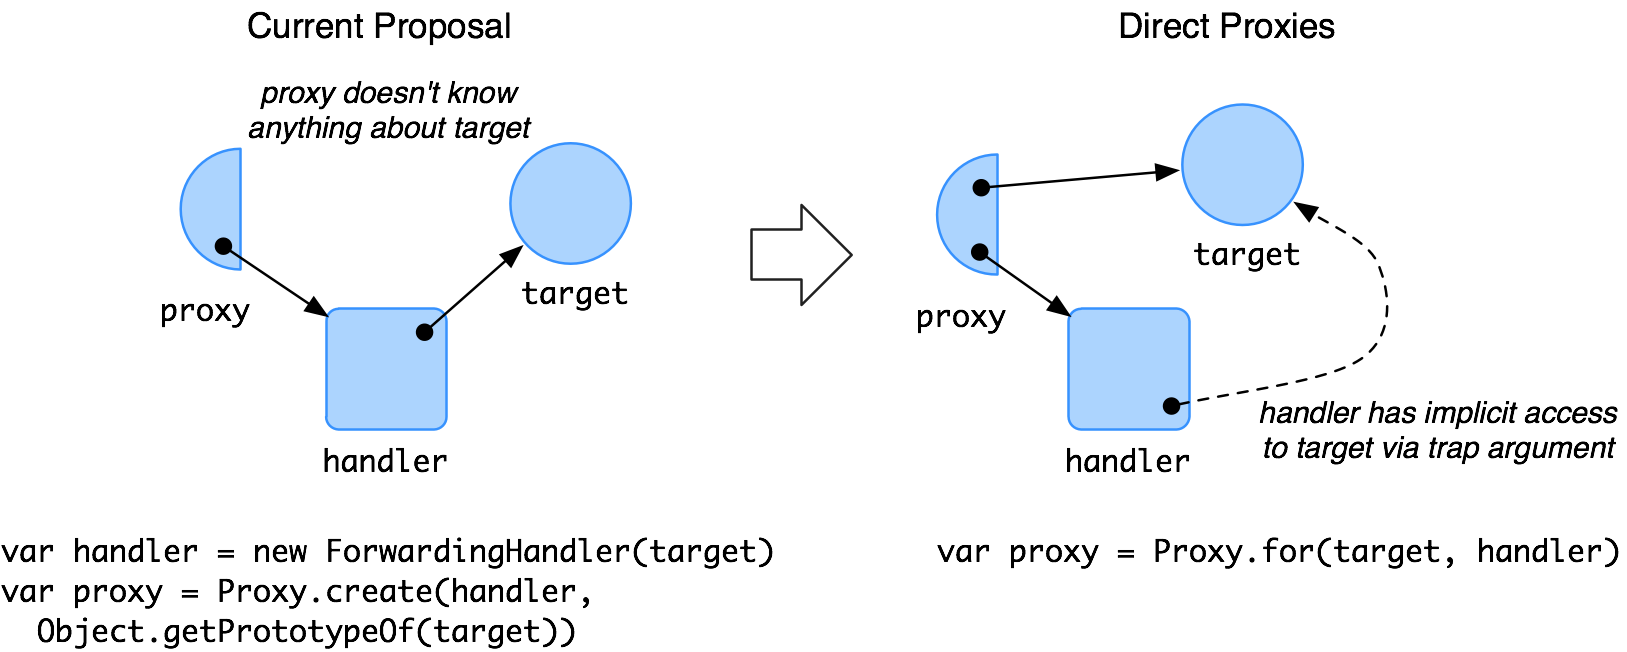 Current Proposal
proxy doesn't know
anything about target
proxy
target
handler
var handler = new ForwardingHandler(target)
var proxy = Proxy.create(handler,
  Object.getPrototypeOf(target))
Direct Proxies
target
proxy
handler
handler has implicit access
to target via trap argument
var proxy = Proxy.for(target, handler)